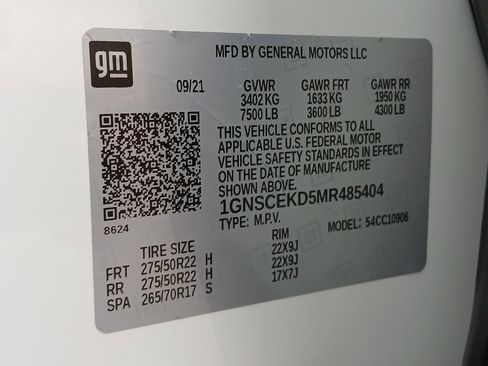 gm
MFD BY GENERAL MOTORS LLC
09/21 GVWR GAWR FRT GAWR RR
3402 KG 1633 KG 1950 KG
7500 LB 3600 LB 4300 LB
THIS VEHICLE CONFORMS TO ALL
APPLICABLE U.S. FEDERAL MOTOR
VEHICLE SAFETY STANDARDS IN EFFECT
ON THE DATE OF MANUFACTURE
SHOWN ABOVE.
1GNSCEKD5MR485404
TYPE: M.P.V. MODEL: 54CC10906
8624
TIRE SIZE RIM
FRT 275/50R22 H 22X9J
RR 275/50R22 H 22X9J
SPA 265/70R17 S 17X7J